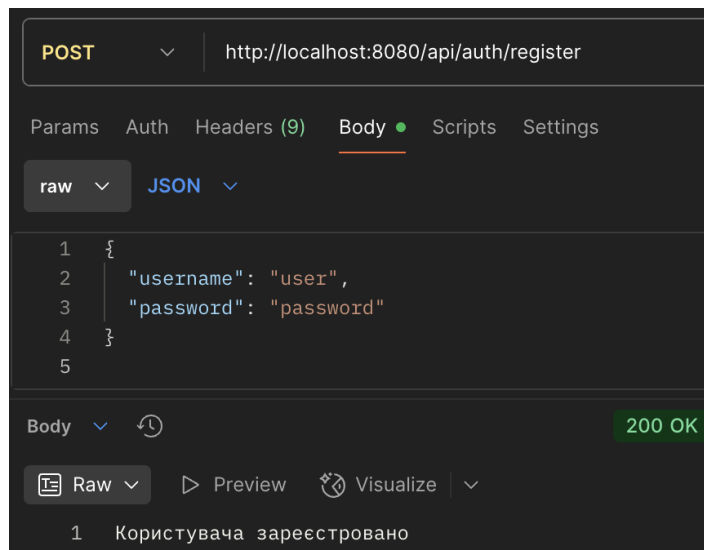 POST http://localhost:8080/api/auth/register
Params Auth Headers (9) Body Scripts Settings
raw JSON
1 {
2 "username": "user",
3 "password": "password"
4 }
5
Body 200 OK
Raw Preview Visualize
1 Користувача зареєстровано